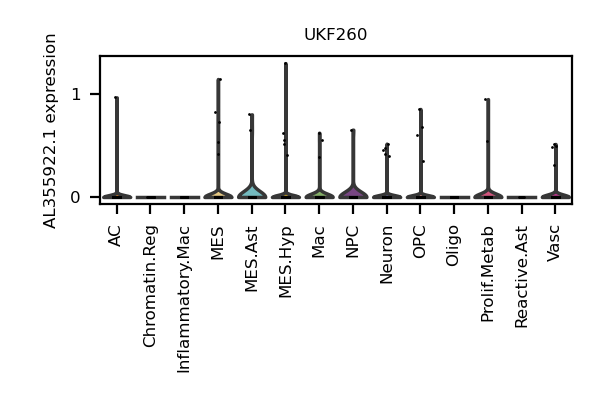 UKF260
AL355922.1 expression
1
0
AC
Chromatin.Reg
Inflammatory.Mac
MES
MES.Ast
MES.Hyp
Mac
NPC
Neuron
OPC
Oligo
Prolif.Metab
Reactive.Ast
Vasc